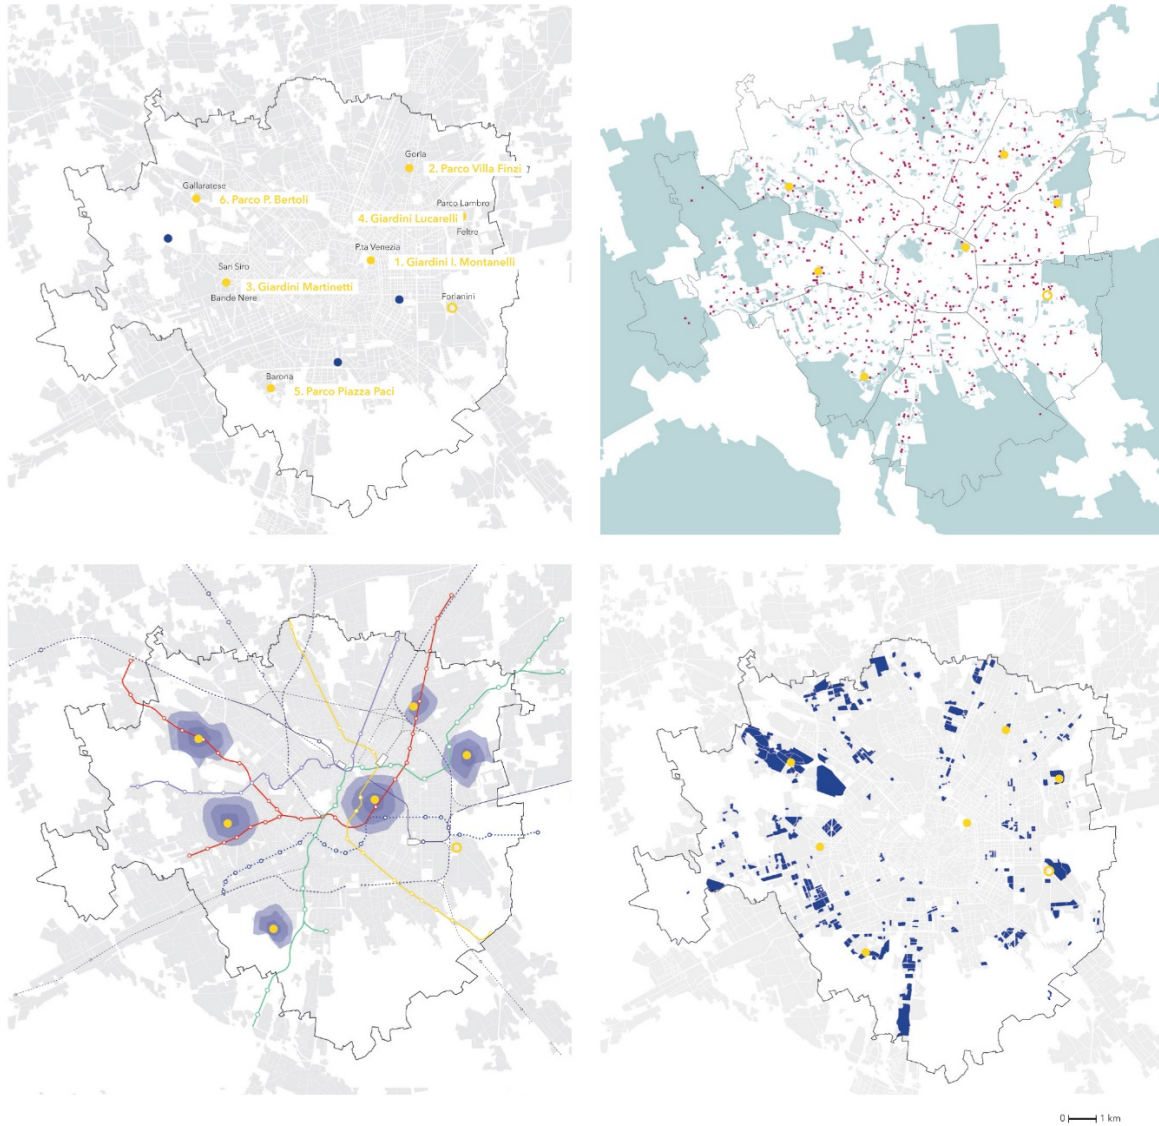 Gorla
2. Parco Villa Finzi
Gallaratese
6. Parco P. Bertoli
Parco Lambro
4. Giardini Lucarelli
Feltre
P.ta Venezia
1. Giardini I. Montanelli
San Siro
3. Giardini Martinetti
Bande Nere
Forlanini
Barona
5. Parco Piazza Paci
0 1 km